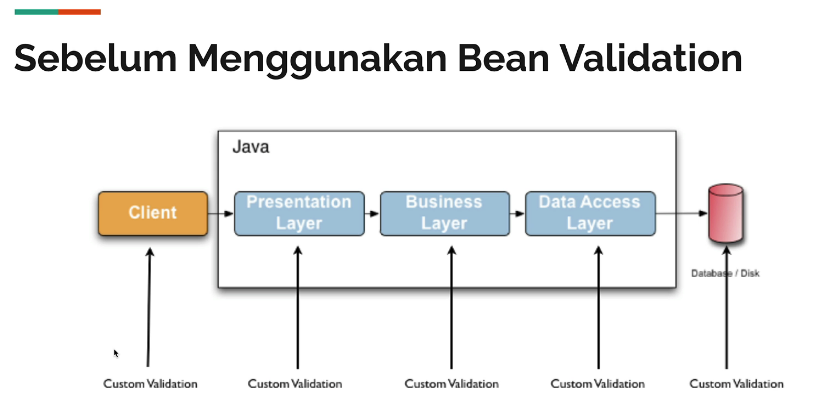 Sebelum Menggunakan Bean Validation
Java
Client
Presentation
Layer
Business
Layer
Data Access
Layer
Database / Disk
Custom Validation
Custom Validation
Custom Validation
Custom Validation
Custom Validation